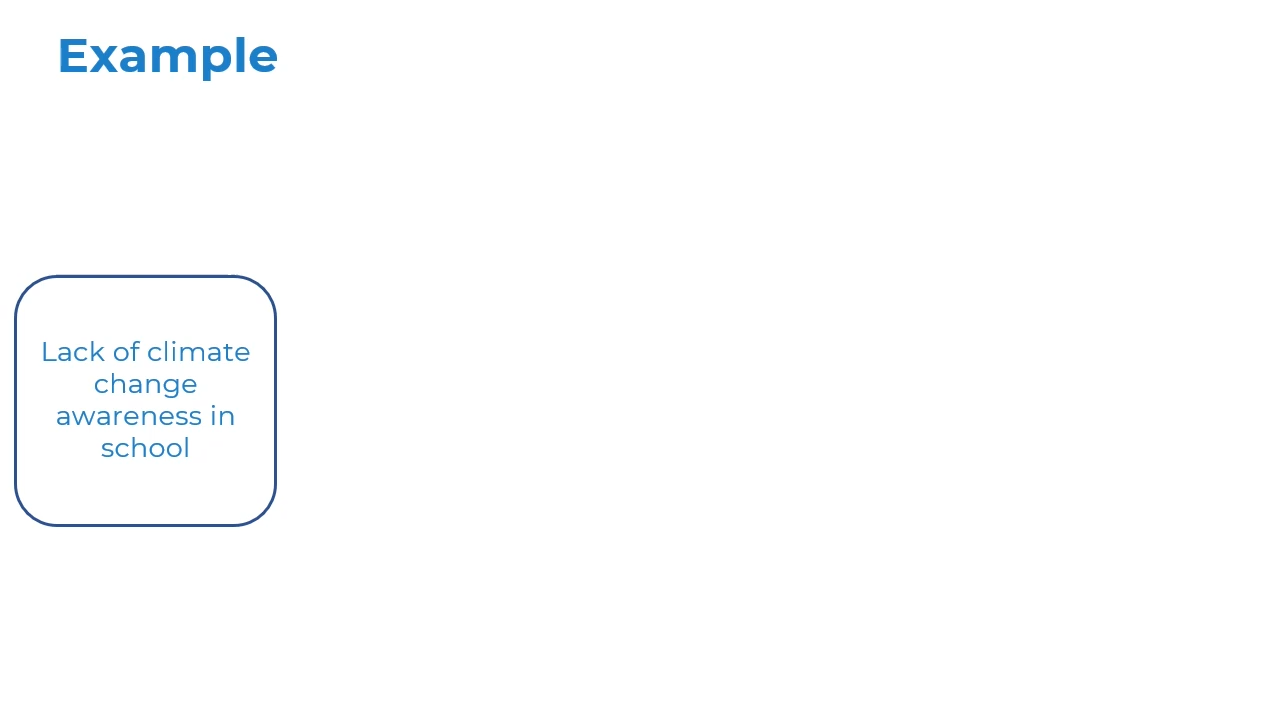 Example
Lack of climate
change
awareness in
school